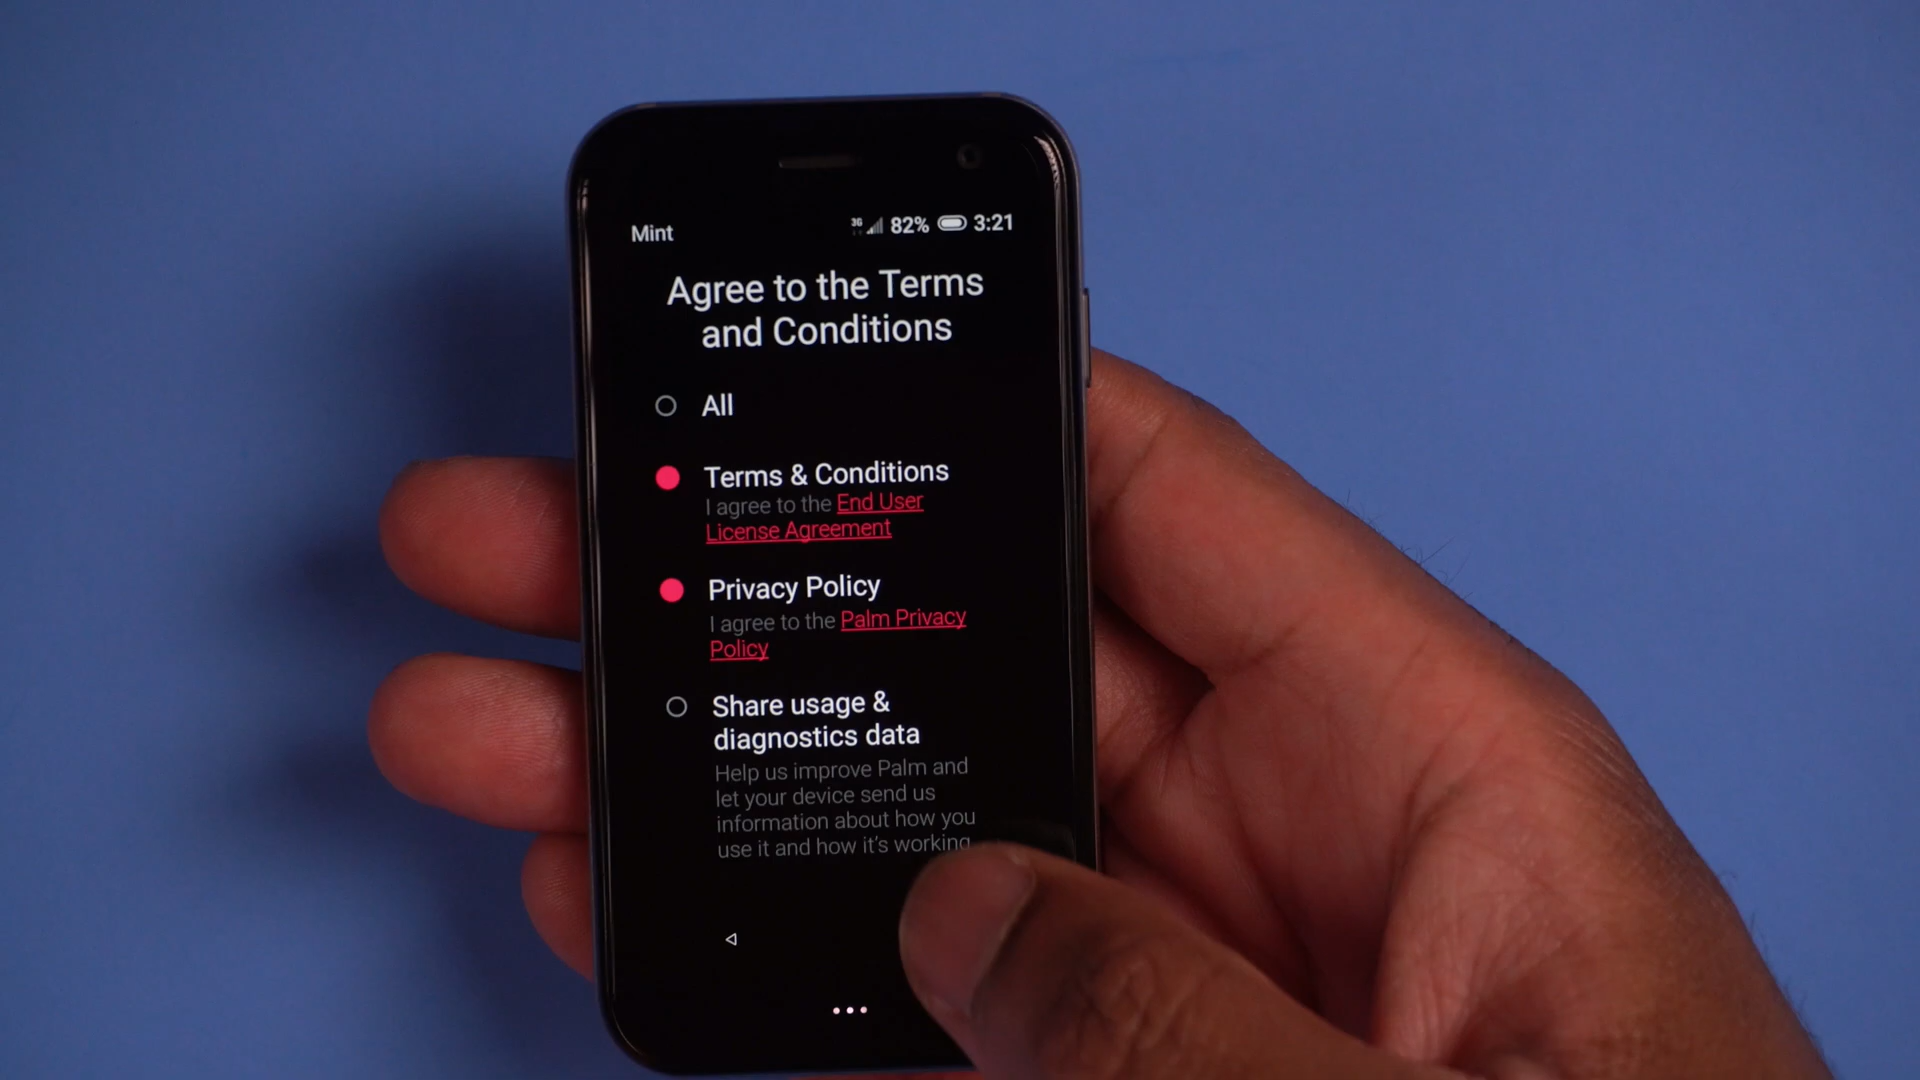 Mint 3G 82% 3:21
Agree to the Terms
and Conditions
All
Terms & Conditions
I agree to the End User
License Agreement
Privacy Policy
I agree to the Palm Privacy
Policy
Share usage &
diagnostics data
Help us improve Palm and
let your device send us
information about how you
use it and how it's working